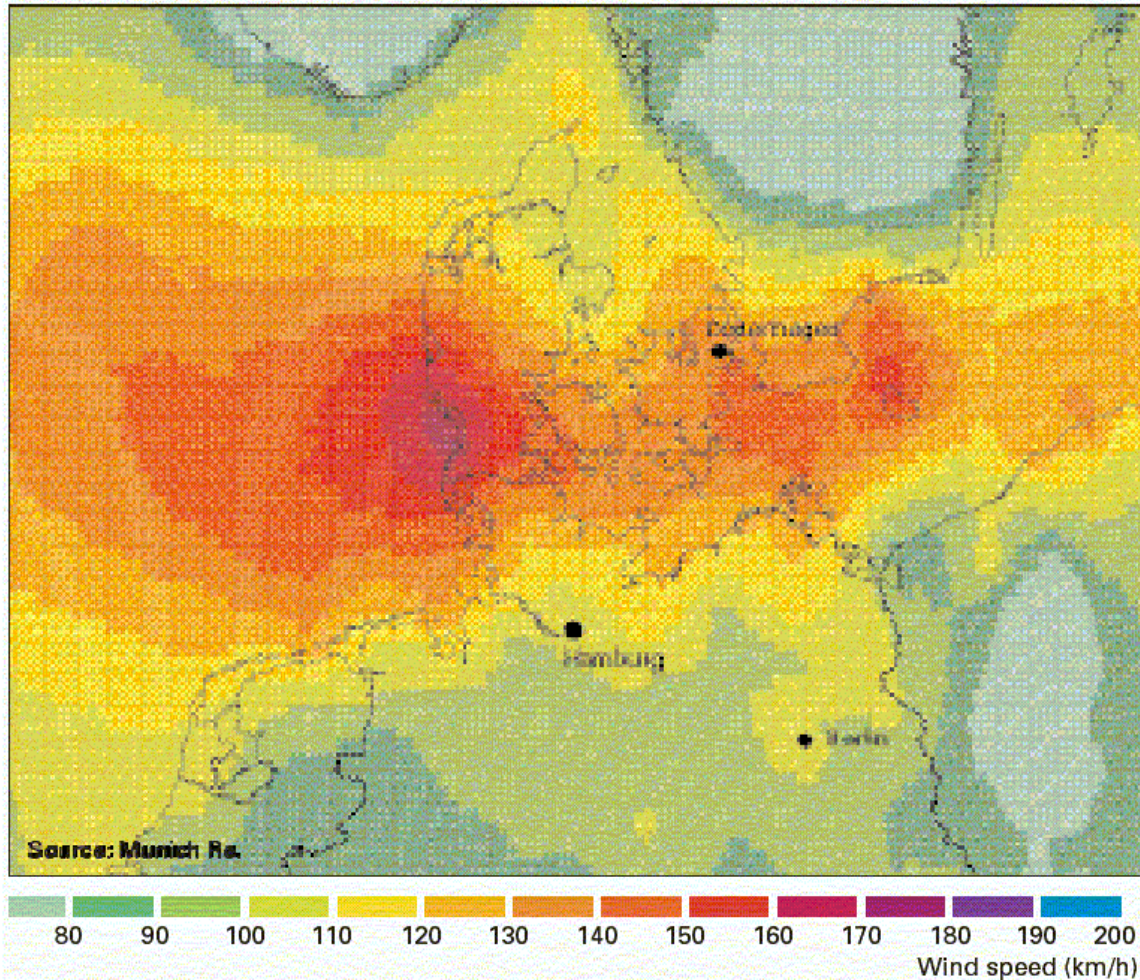 Copenhagen
Hamburg
Berlin
Source: Munich Re.
80 90 100 110 120 130 140 150 160 170 180 190 200
Wind speed (km/h)